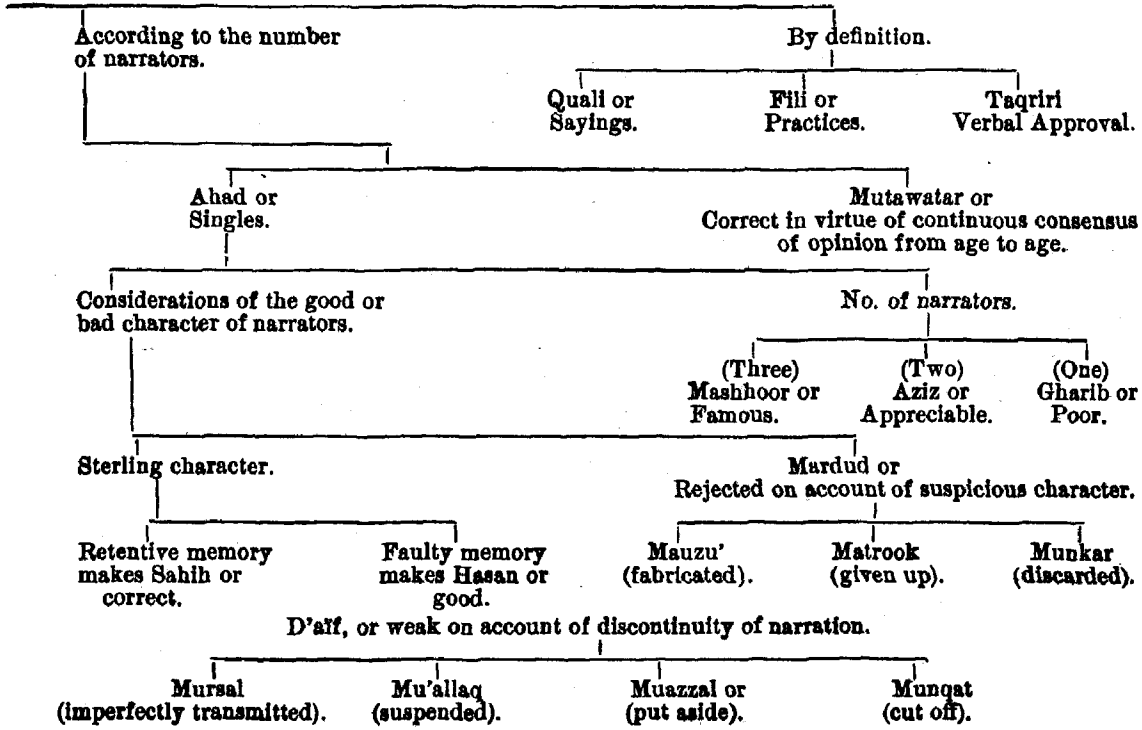 According to the number
of narrators.
By definition.
Quali or
Sayings.
Fili or
Practices.
Taqriri
Verbal Approval.
Ahad or
Singles.
Mutawatar or
Correct in virtue of continuous consensus
of opinion from age to age.
Considerations of the good or
bad character of narrators.
No. of narrators.
(Three)
Mashhoor or
Famous.
(Two)
Aziz or
Appreciable.
(One)
Gharib or
Poor.
Sterling character.
Mardud or
Rejected on account of suspicious character.
Retentive memory
makes Sahih or
correct.
Faulty memory
makes Hasan or
good.
Mauzu'
(fabricated).
Matrook
(given up).
Munkar
(discarded).
D'aīf, or weak on account of discontinuity of narration.
Mursal
(imperfectly transmitted).
Mu'allaq
(suspended).
Muazzal or
(put aside).
Munqat
(cut off).